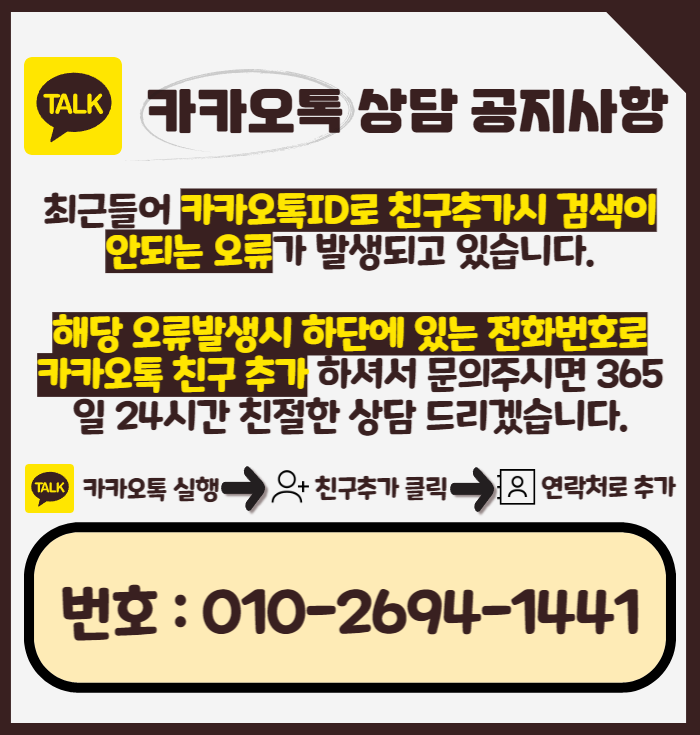 TALK
카카오톡 상담 공지사항
최근들어 카카오톡ID로 친구추가시 검색이
안되는 오류가 발생되고 있습니다.
해당 오류발생시 하단에 있는 전화번호로
카카오톡 친구 추가 하셔서 문의주시면 365
일 24시간 친절한 상담 드리겠습니다.
TALK 카카오톡 실행 친구추가 클릭 연락처로 추가
번호 : 010-2694-1441